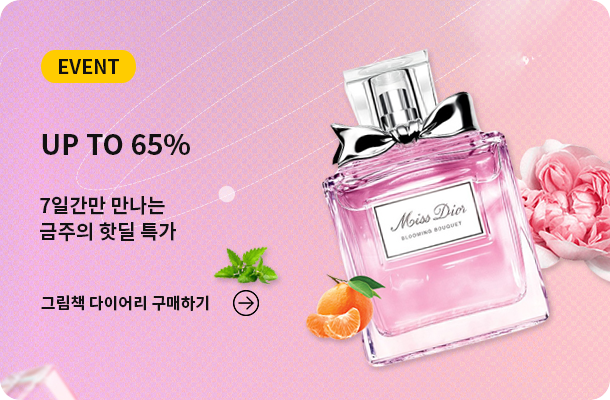 EVENT
UP TO 65%
7일간만 만나는
금주의 핫딜 특가
그림책 다이어리 구매하기
Miss Dior
BLOOMING BOUQUET